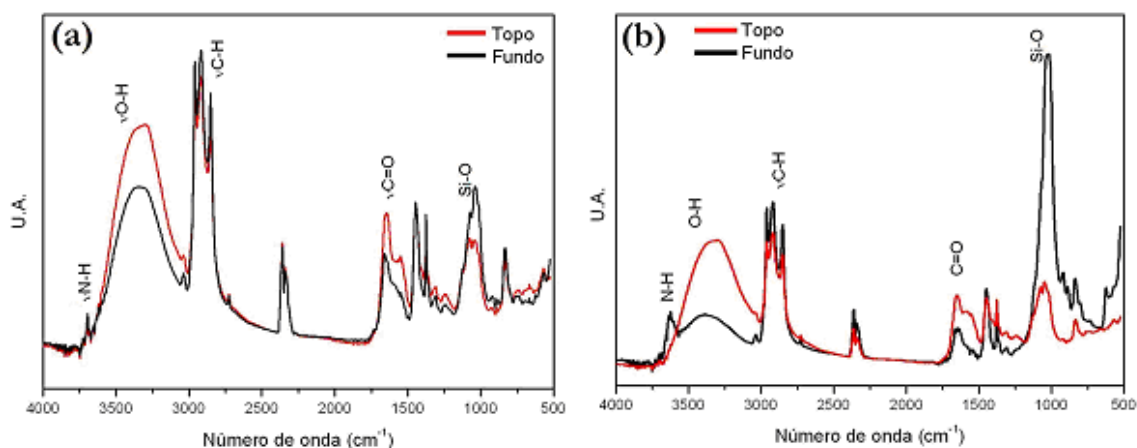 (a)
Topo
Fundo
νN-H
νO-H
νC-H
νC=O
Si-O
U.A.
4000 3500 3000 2500 2000 1500 1000 500
Número de onda (cm⁻¹)
(b)
Topo
Fundo
N-H
O-H
νC-H
C=O
Si-O
U.A.
4000 3500 3000 2500 2000 1500 1000 500
Número de onda (cm⁻¹)